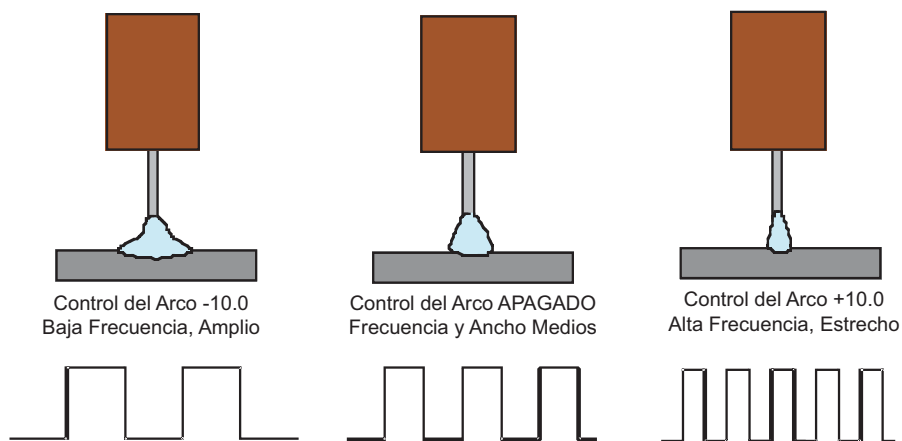 Control del Arco -10.0
Baja Frecuencia, Amplio
Control del Arco APAGADO
Frecuencia y Ancho Medios
Control del Arco +10.0
Alta Frecuencia, Estrecho